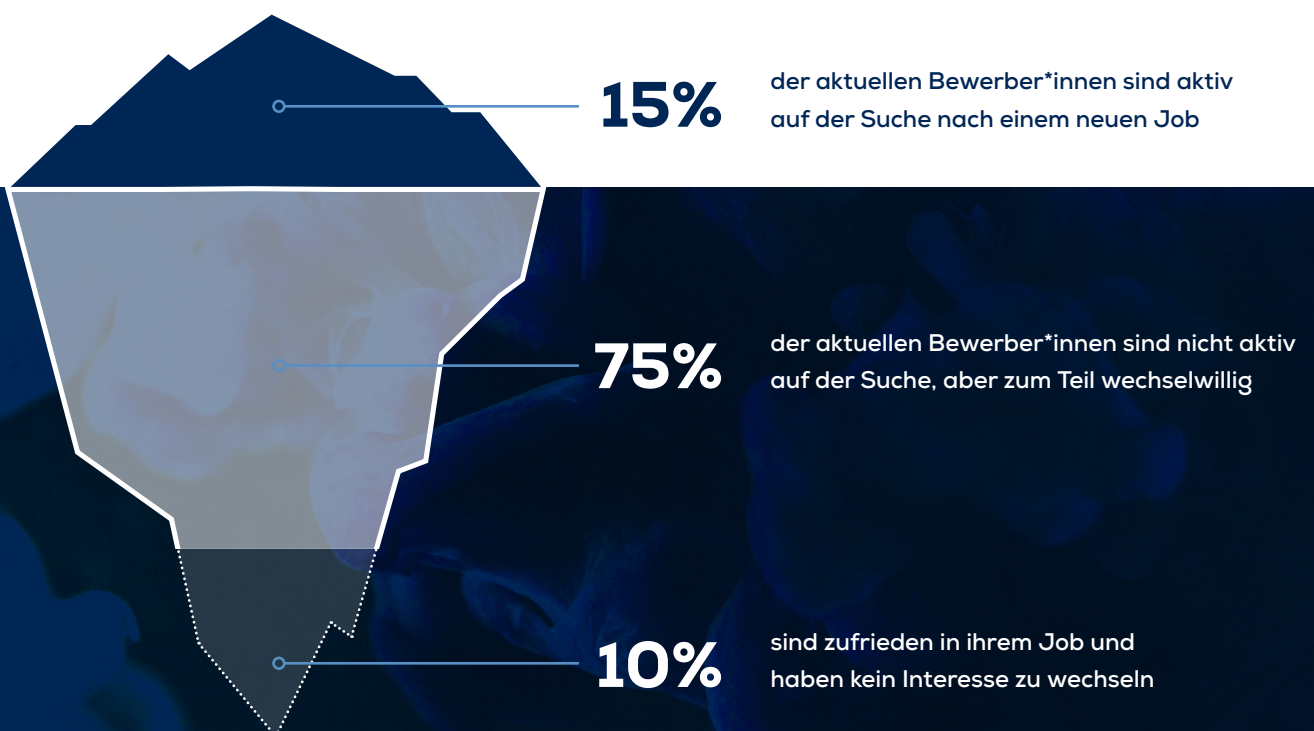 15%
der aktuellen Bewerber*innen sind aktiv
auf der Suche nach einem neuen Job
75%
der aktuellen Bewerber*innen sind nicht aktiv
auf der Suche, aber zum Teil wechselwillig
10%
sind zufrieden in ihrem Job und
haben kein Interesse zu wechseln